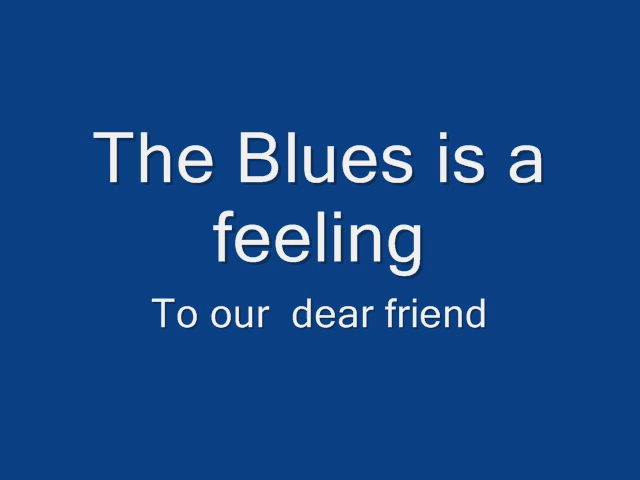 The Blues is a
feeling
To our  dear friend